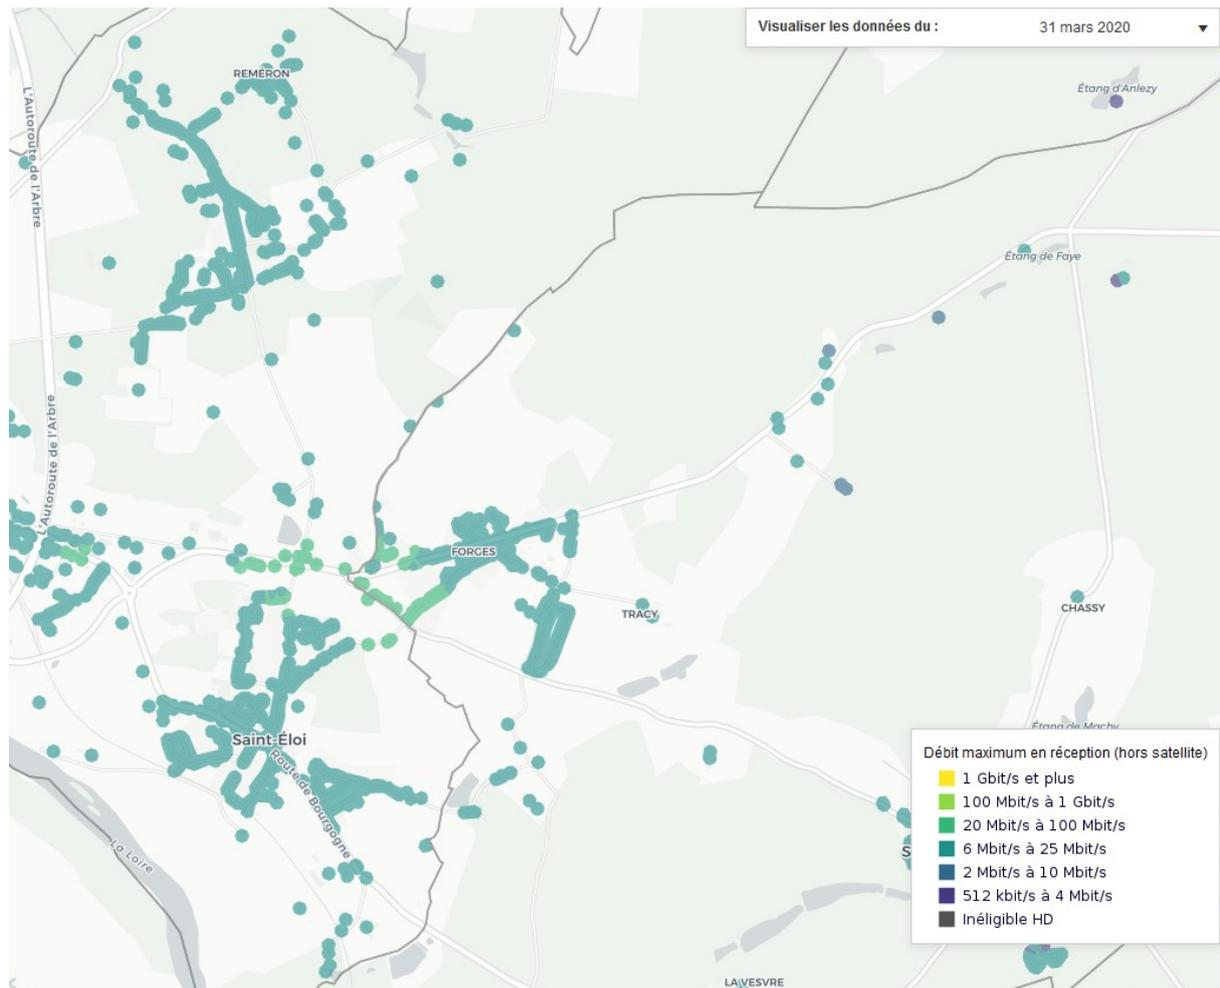 Visualiser les données du : 31 mars 2020
REMERON
Étang d'Anlezy
L'Autoroute de l'Arbre
Étang de Faye
L'Autoroute de l'Arbre
FORGES
TRACY
CHASSY
Étang de Machy
Saint-Éloi
Route de Bourgogne
La Loire
Débit maximum en réception (hors satellite)
1 Gbit/s et plus
100 Mbit/s à 1 Gbit/s
20 Mbit/s à 100 Mbit/s
6 Mbit/s à 25 Mbit/s
2 Mbit/s à 10 Mbit/s
512 kbit/s à 4 Mbit/s
Inéligible HD
S
LA VESVRE